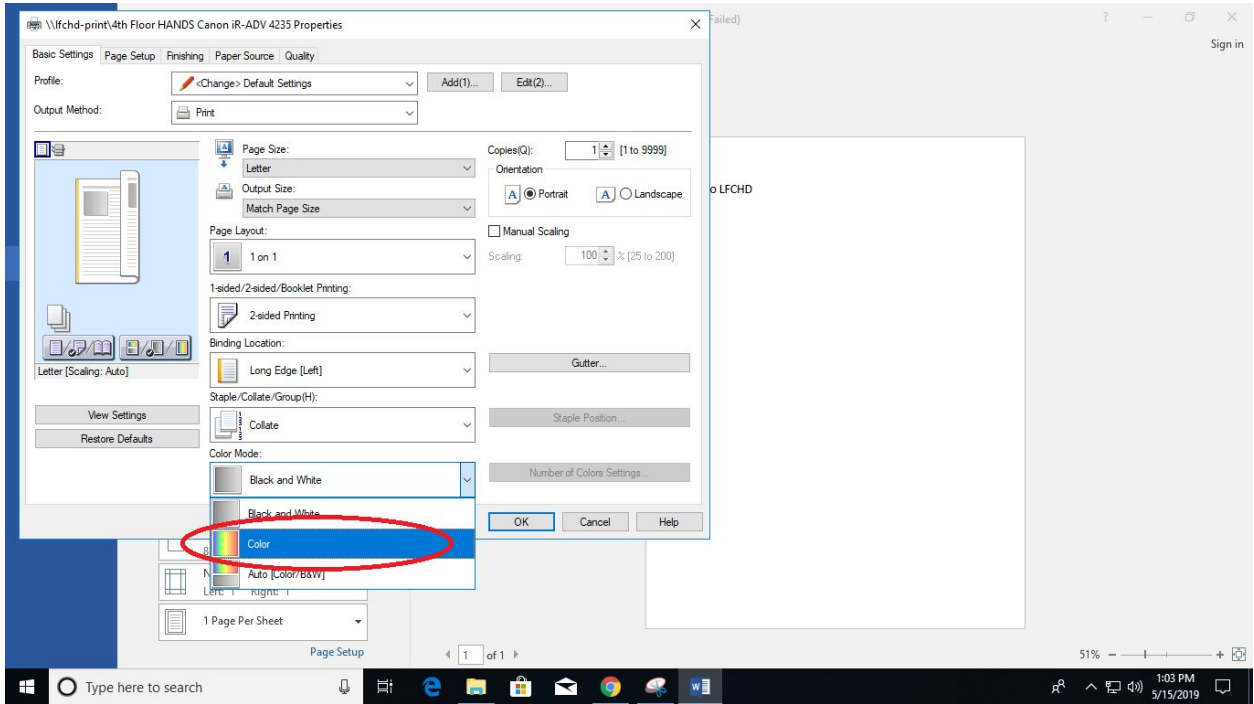 \\lfchd-print\4th Floor HANDS Canon iR-ADV 4235 Properties
Failed)
Sign in
Basic Settings Page Setup Finishing Paper Source Quality
Profile: <Change> Default Settings Add(1)... Edit(2)...
Output Method: Print
Page Size:
Letter
Output Size:
Match Page Size
Copies(Q): 1 [1 to 9999]
Orientation
A Portrait A Landscape
o LFCHD
Page Layout:
1 1 on 1
Manual Scaling
Scaling: 100 % [25 to 200]
1-sided/2-sided/Booklet Printing:
2-sided Printing
Binding Location:
Long Edge [Left]
Gutter...
Letter [Scaling: Auto]
Staple/Collate/Group(H):
Collate
Staple Position...
View Settings
Restore Defaults
Color Mode:
Black and White
Number of Colors Settings...
Black and White
Color
Auto [Color/B&W]
OK Cancel Help
8
N
Left: 1 Right: 1
1 Page Per Sheet
Page Setup
1 of 1
51%
Type here to search
1:03 PM
5/15/2019